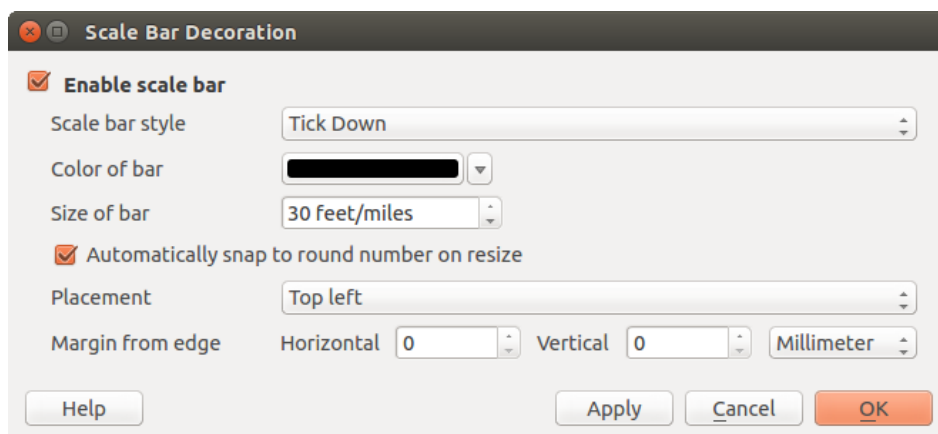 Scale Bar Decoration
Enable scale bar
Scale bar style Tick Down
Color of bar
Size of bar 30 feet/miles
Automatically snap to round number on resize
Placement Top left
Margin from edge Horizontal 0 Vertical 0 Millimeter
Help Apply Cancel OK